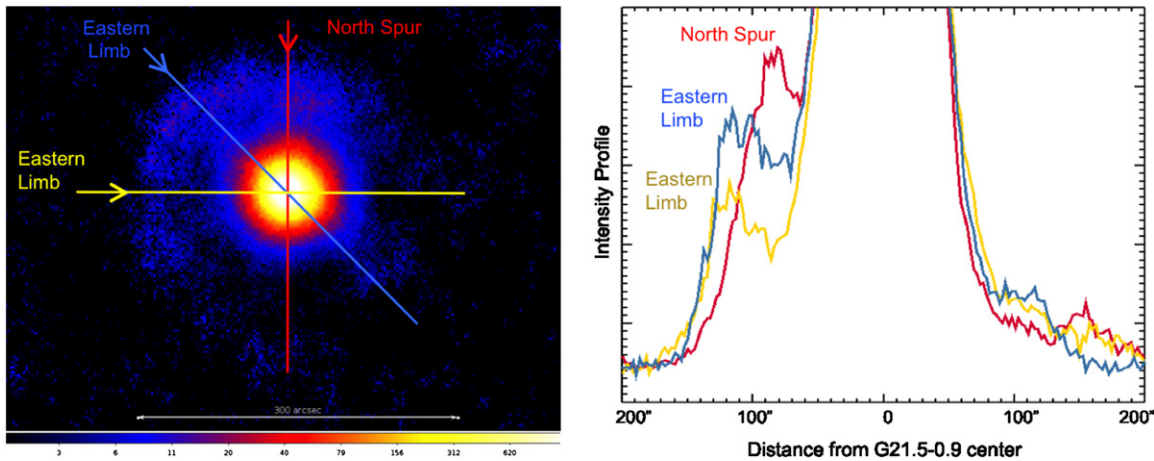 Eastern
Limb
North Spur
Eastern
Limb
300 arcsec
3 6 11 20 40 79 156 312 620
North Spur
Eastern
Limb
Eastern
Limb
Intensity Profile
200" 100" 0 100" 200"
Distance from G21.5-0.9 center